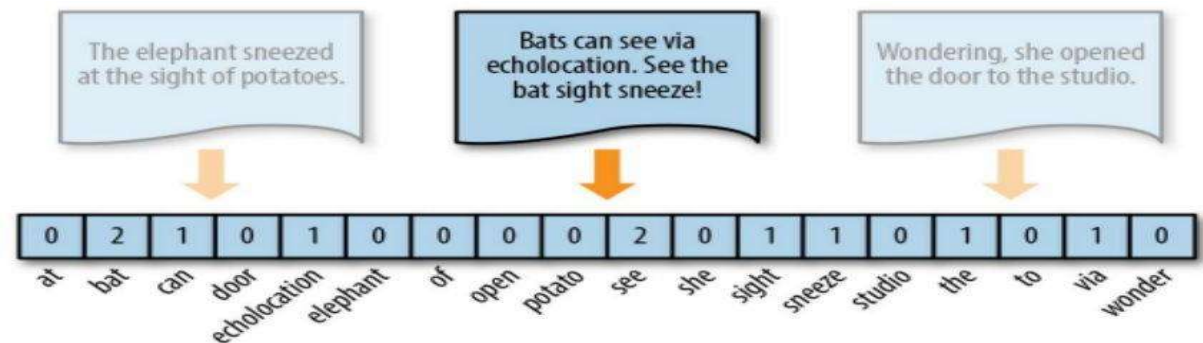 The elephant sneezed
at the sight of potatoes.
Bats can see via
echolocation. See the
bat sight sneeze!
Wondering, she opened
the door to the studio.
0 2 1 0 1 0 0 0 0 2 0 1 1 0 1 0 1 0
at bat can door echolocation elephant of open potato see she sight sneeze studio the to via wonder